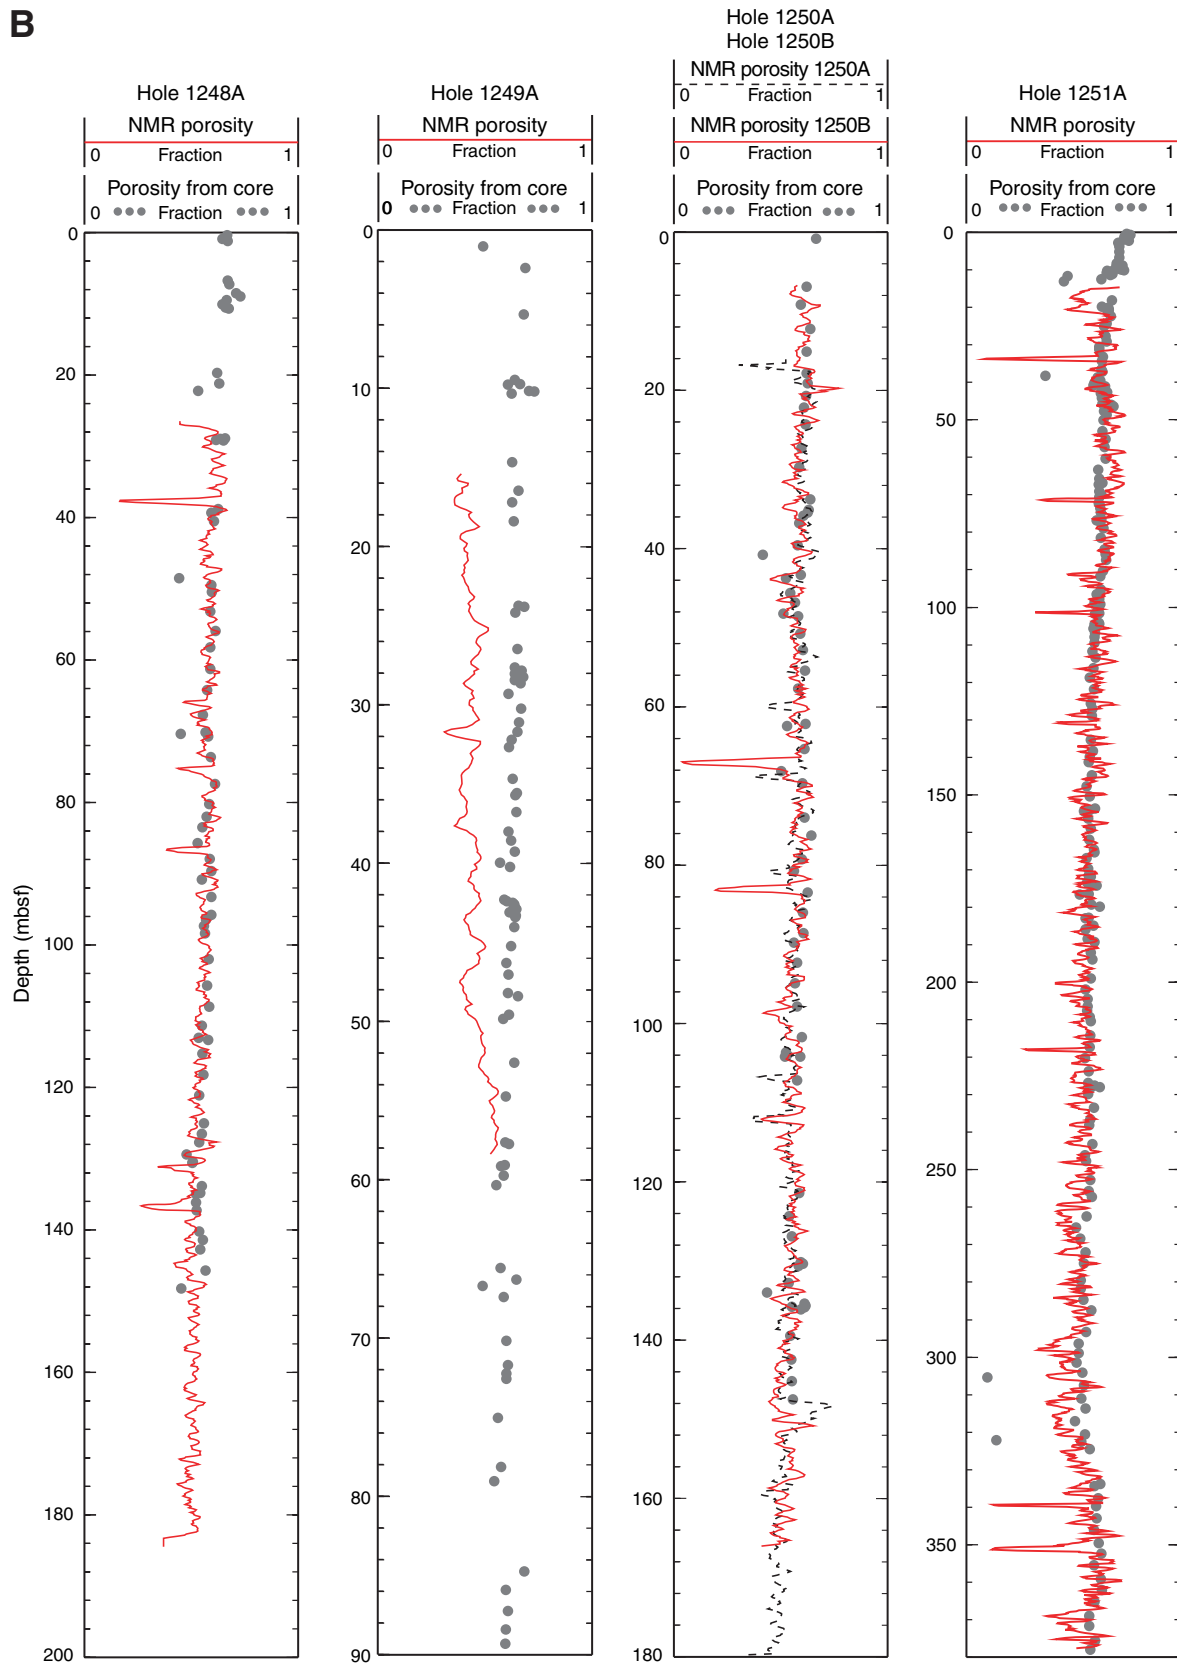 B
Hole 1248A
NMR porosity
0 Fraction 1
Porosity from core
0 Fraction 1
Hole 1249A
NMR porosity
0 Fraction 1
Porosity from core
0 Fraction 1
Hole 1250A
Hole 1250B
NMR porosity 1250A
0 Fraction 1
NMR porosity 1250B
0 Fraction 1
Porosity from core
0 Fraction 1
Hole 1251A
NMR porosity
0 Fraction 1
Porosity from core
0 Fraction 1
Depth (mbsf)
0
20
40
60
80
100
120
140
160
180
200
0
10
20
30
40
50
60
70
80
90
0
20
40
60
80
100
120
140
160
180
0
50
100
150
200
250
300
350